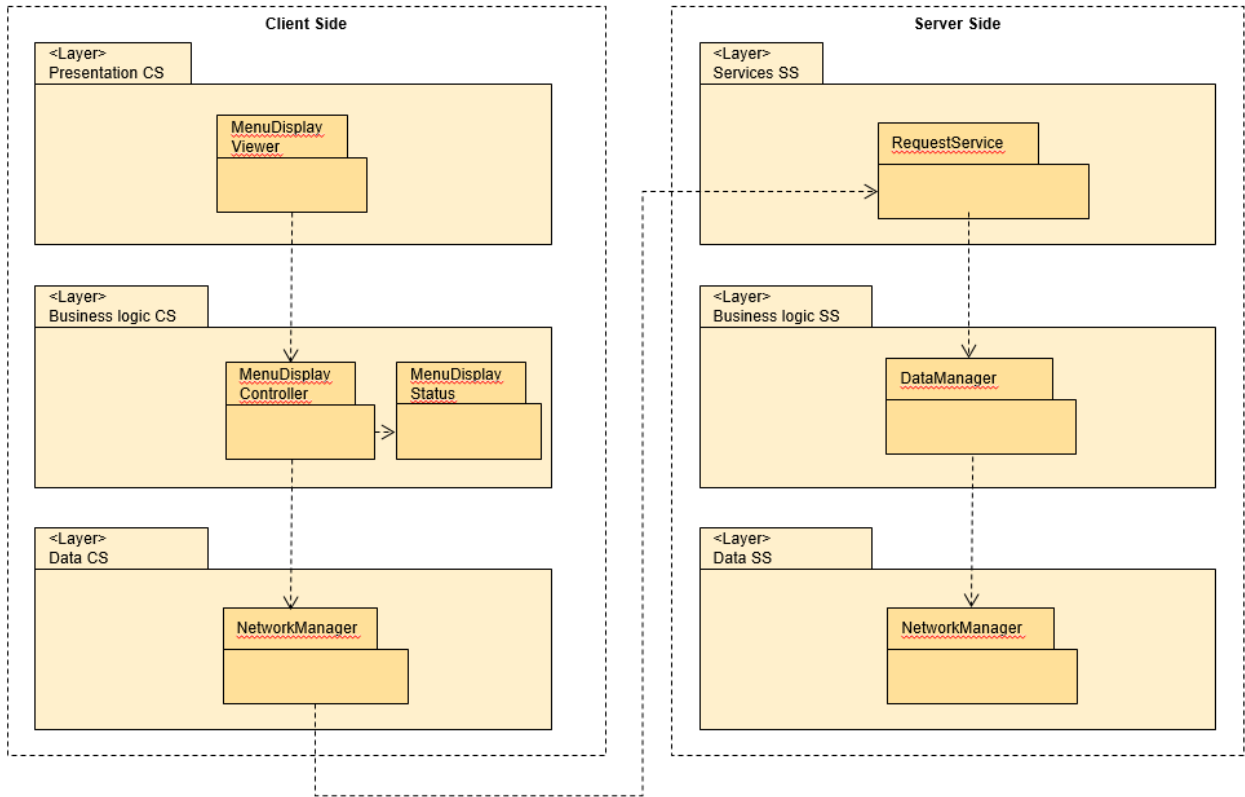 Client Side
<Layer>
Presentation CS
MenuDisplay
Viewer
<Layer>
Business logic CS
MenuDisplay
Controller
MenuDisplay
Status
<Layer>
Data CS
NetworkManager
Server Side
<Layer>
Services SS
RequestService
<Layer>
Business logic SS
DataManager
<Layer>
Data SS
NetworkManager